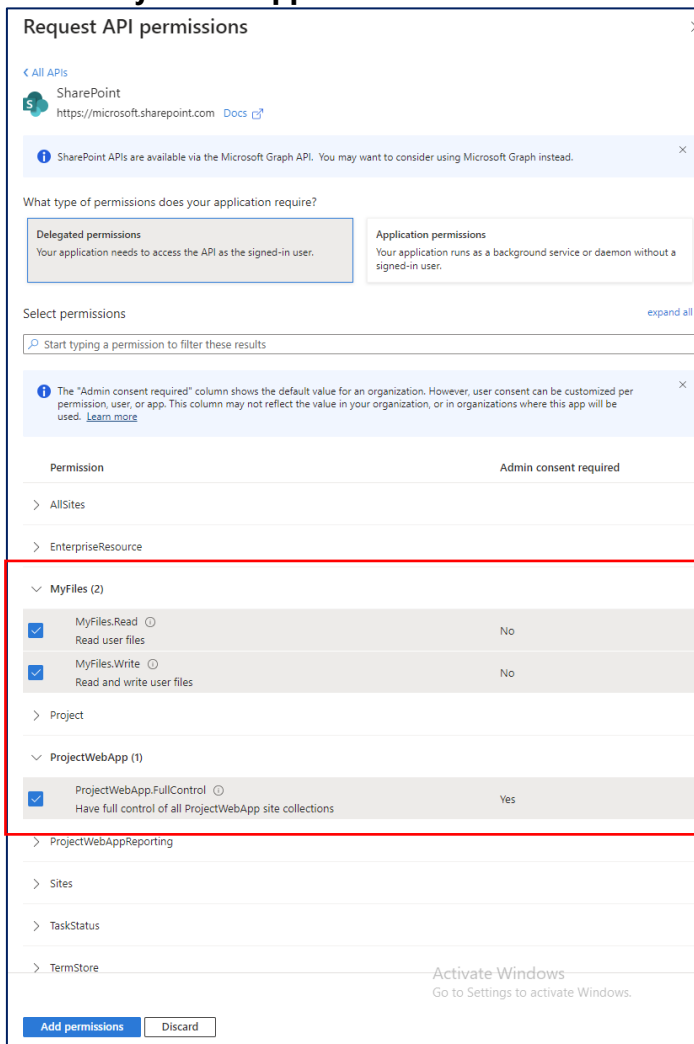 Request API permissions
All APIs
SharePoint
https://microsoft.sharepoint.com Docs
SharePoint APIs are available via the Microsoft Graph API. You may want to consider using Microsoft Graph instead.
What type of permissions does your application require?
Delegated permissions
Your application needs to access the API as the signed-in user.
Application permissions
Your application runs as a background service or daemon without a
signed-in user.
Select permissions
expand all
Start typing a permission to filter these results
The "Admin consent required" column shows the default value for an organization. However, user consent can be customized per
permission, user, or app. This column may not reflect the value in your organization, or in organizations where this app will be
used. Learn more
Permission Admin consent required
AllSites
EnterpriseResource
MyFiles (2)
MyFiles.Read
Read user files
No
MyFiles.Write
Read and write user files
No
Project
ProjectWebApp (1)
ProjectWebApp.FullControl
Have full control of all ProjectWebApp site collections
Yes
ProjectWebAppReporting
Sites
TaskStatus
TermStore
Activate Windows
Go to Settings to activate Windows.
Add permissions Discard